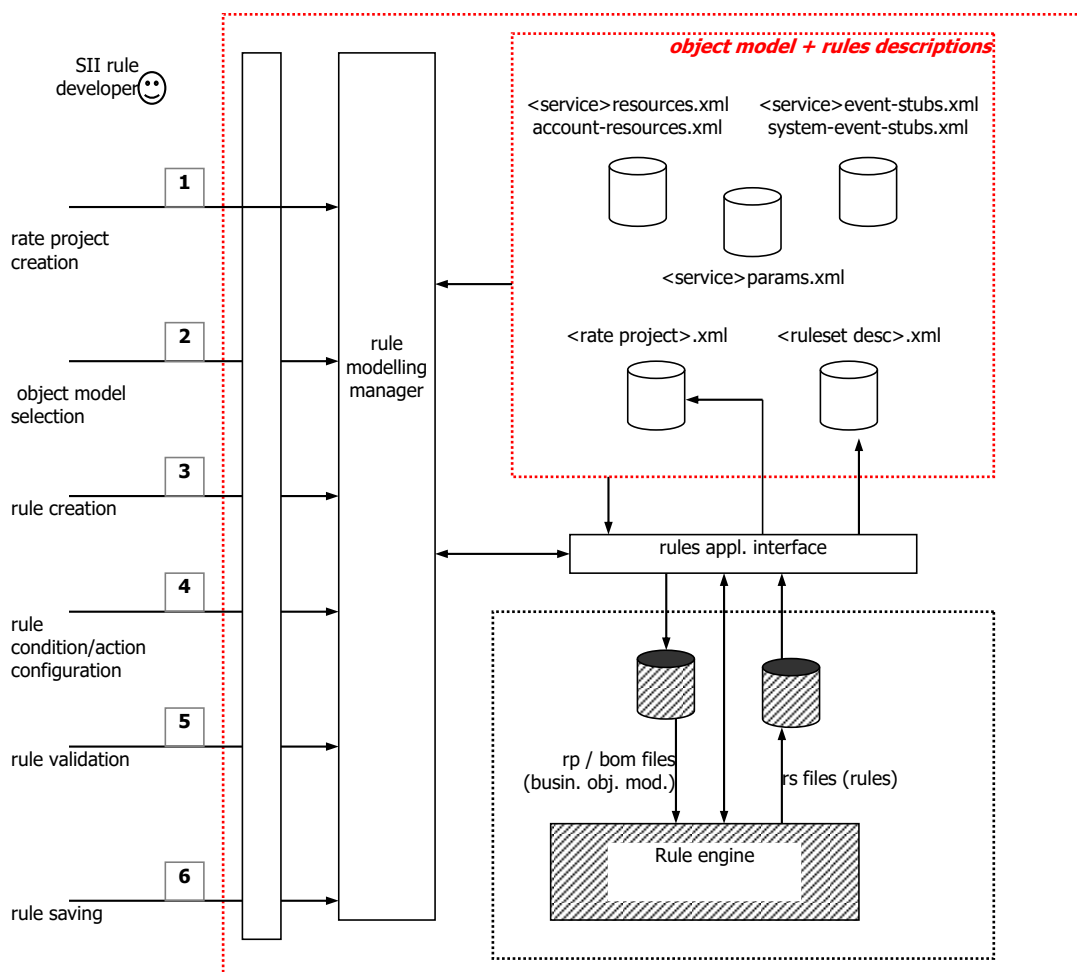 object model + rules descriptions
SII rule
developer
<service>resources.xml
account-resources.xml
<service>event-stubs.xml
system-event-stubs.xml
1
rate project
creation
<service>params.xml
2
object model
selection
rule
modelling
manager
<rate project>.xml
<ruleset desc>.xml
3
rule creation
rules appl. interface
4
rule
condition/action
configuration
5
rule validation
rp / bom files
(busin. obj. mod.)
rs files (rules)
Rule engine
6
rule saving